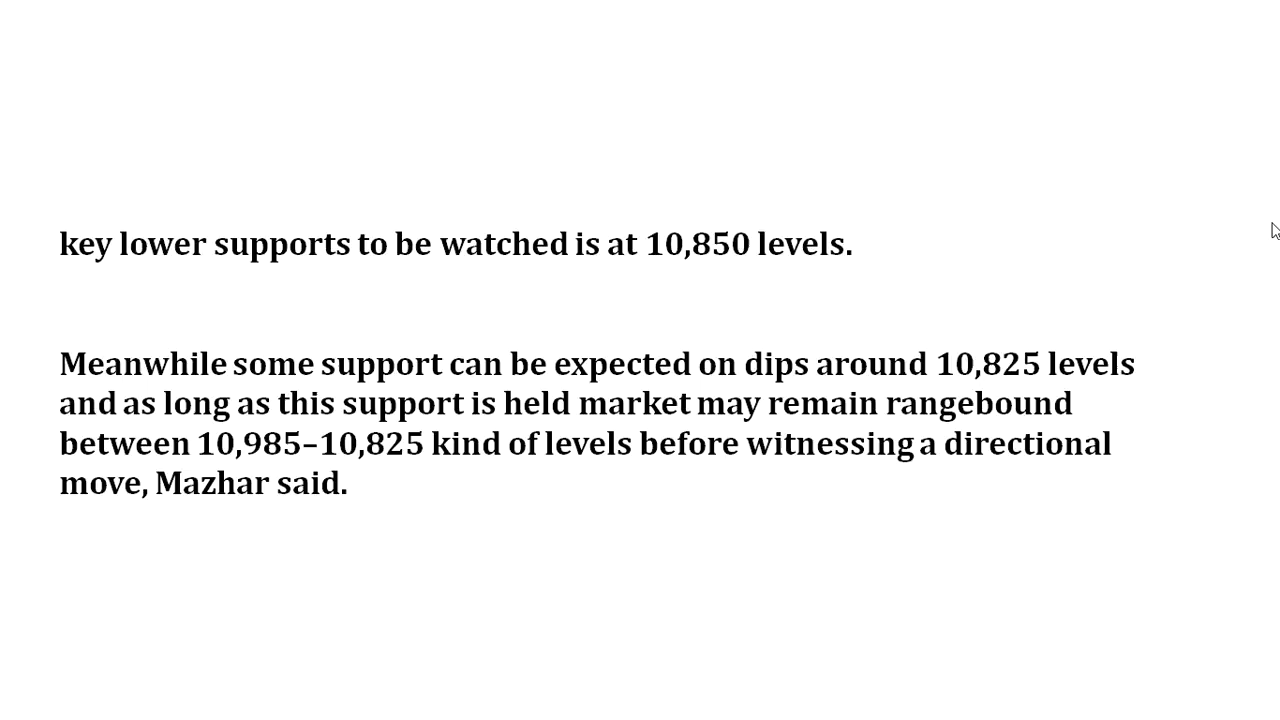 key lower supports to be watched is at 10,850 levels.
Meanwhile some support can be expected on dips around 10,825 levels
and as long as this support is held market may remain rangebound
between 10,985–10,825 kind of levels before witnessing a directional
move, Mazhar said.